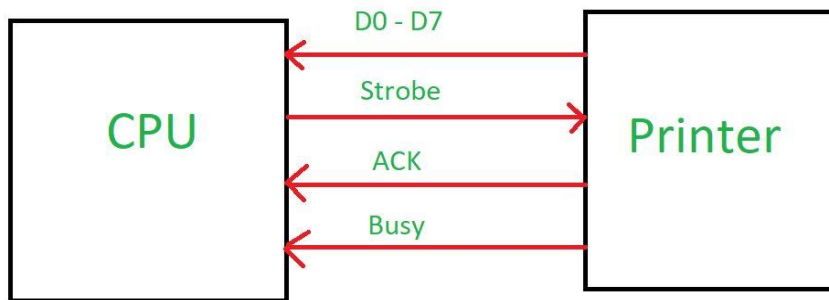 D0 - D7
Strobe
CPU
Printer
ACK
Busy